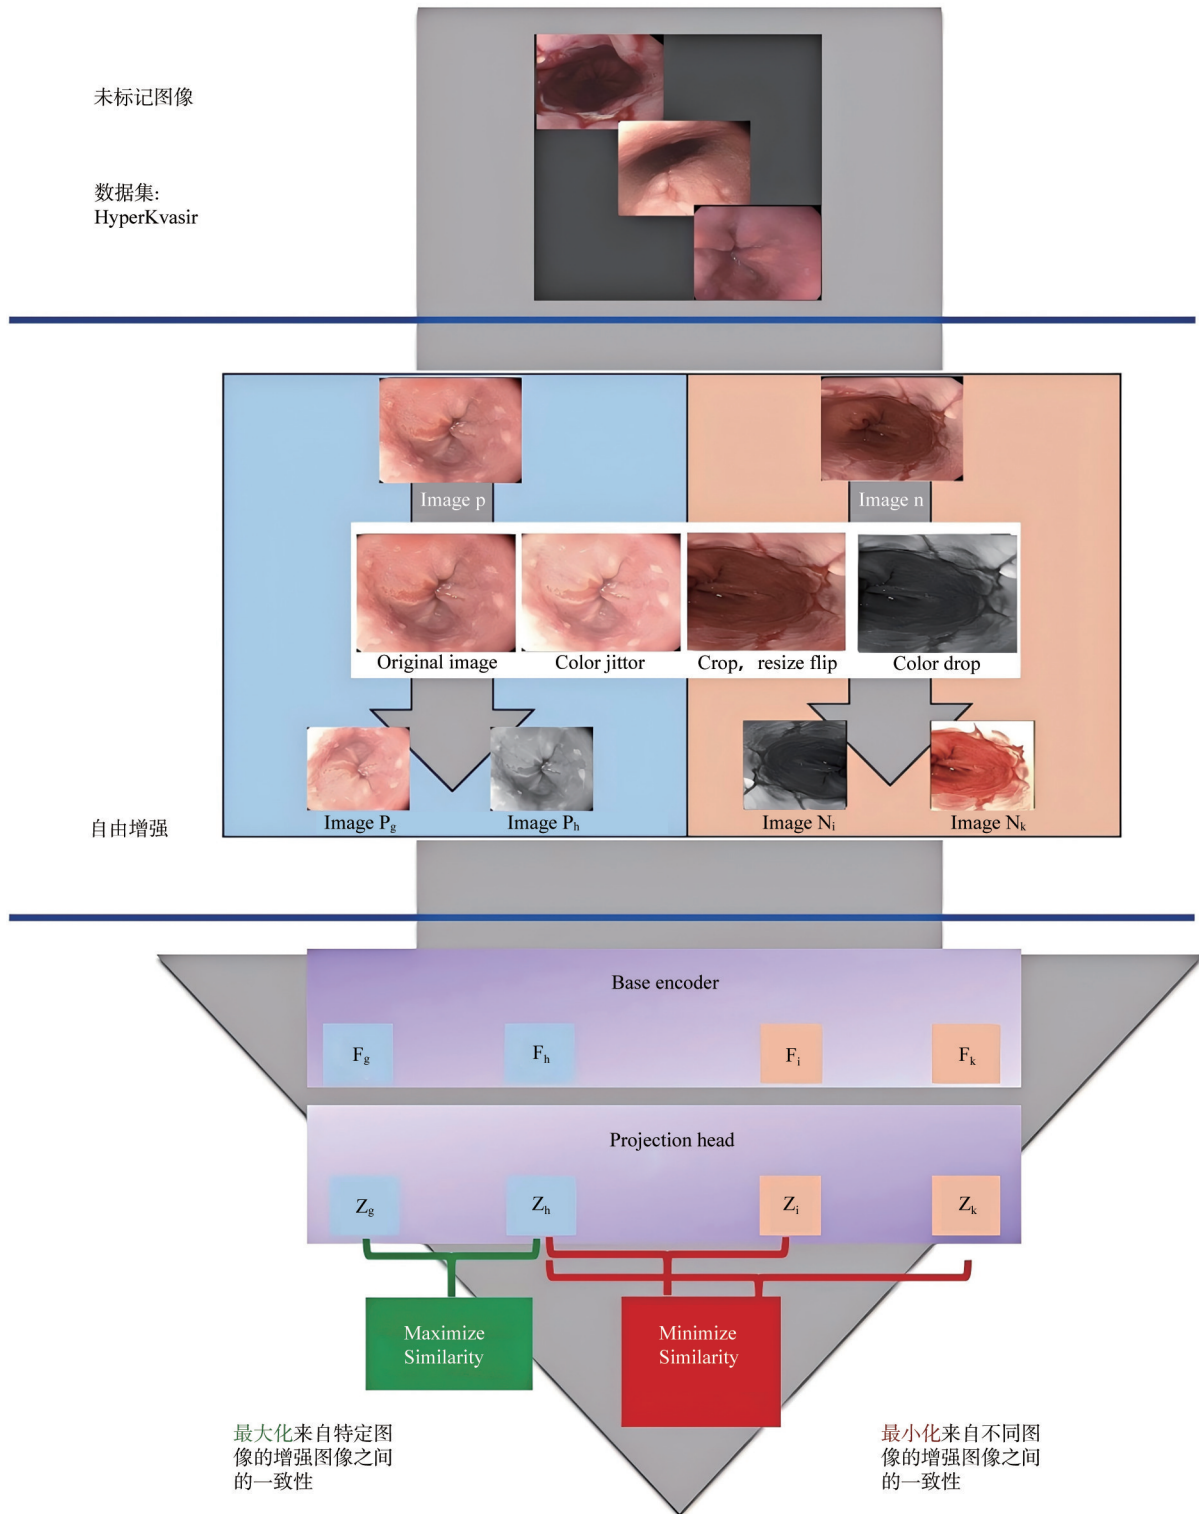 未标记图像
数据集:
HyperKvasir
Image p
Image n
Original image
Color jittor
Crop, resize flip
Color drop
Image Pg
Image Ph
Image Ni
Image Nk
自由增强
Base encoder
Fg
Fh
Fi
Fk
Projection head
Zg
Zh
Zi
Zk
Maximize
Similarity
Minimize
Similarity
最大化来自特定图
像的增强图像之间
的一致性
最小化来自不同图
像的增强图像之间
的一致性